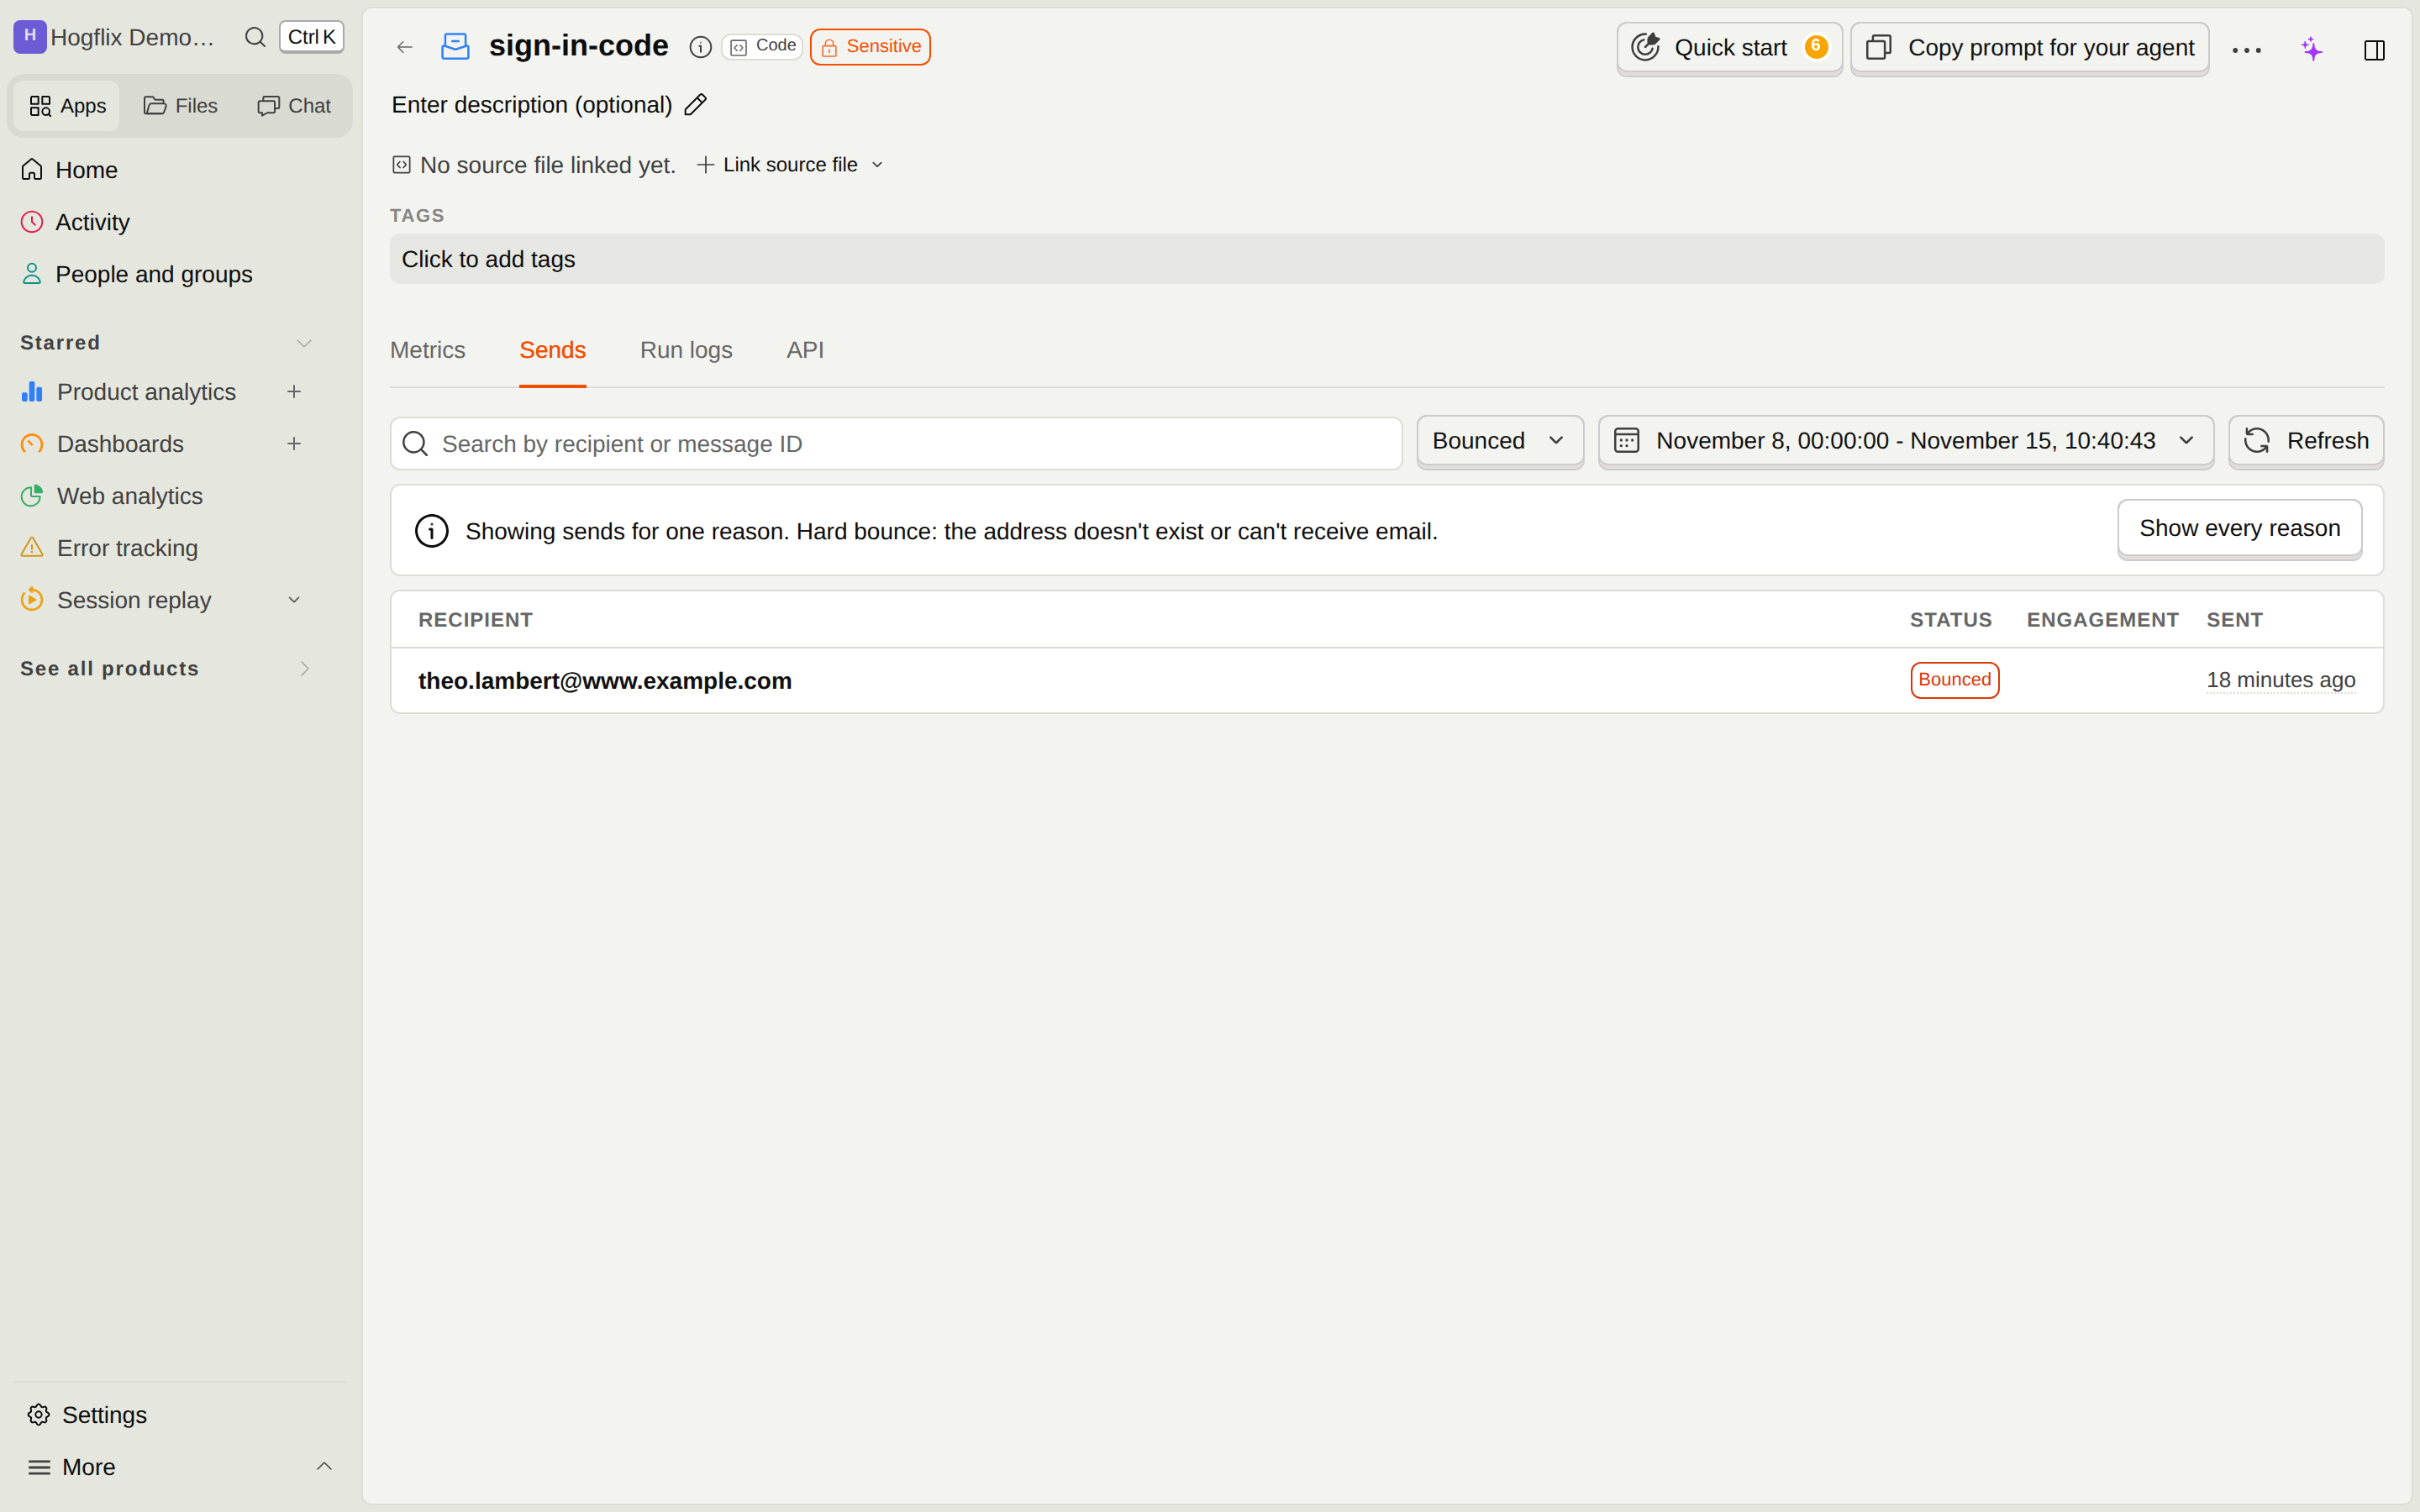 H Hogflix Demo… Ctrl K
Apps Files Chat
Home
Activity
People and groups
Starred
Product analytics
Dashboards
Web analytics
Error tracking
Session replay
See all products
Settings
More
sign-in-code Code Sensitive
Quick start 6 Copy prompt for your agent
Enter description (optional)
No source file linked yet. Link source file
TAGS
Click to add tags
Metrics Sends Run logs API
Search by recipient or message ID Bounced November 8, 00:00:00 - November 15, 10:40:43 Refresh
Showing sends for one reason. Hard bounce: the address doesn't exist or can't receive email. Show every reason
RECIPIENT STATUS ENGAGEMENT SENT
theo.lambert@www.example.com Bounced 18 minutes ago